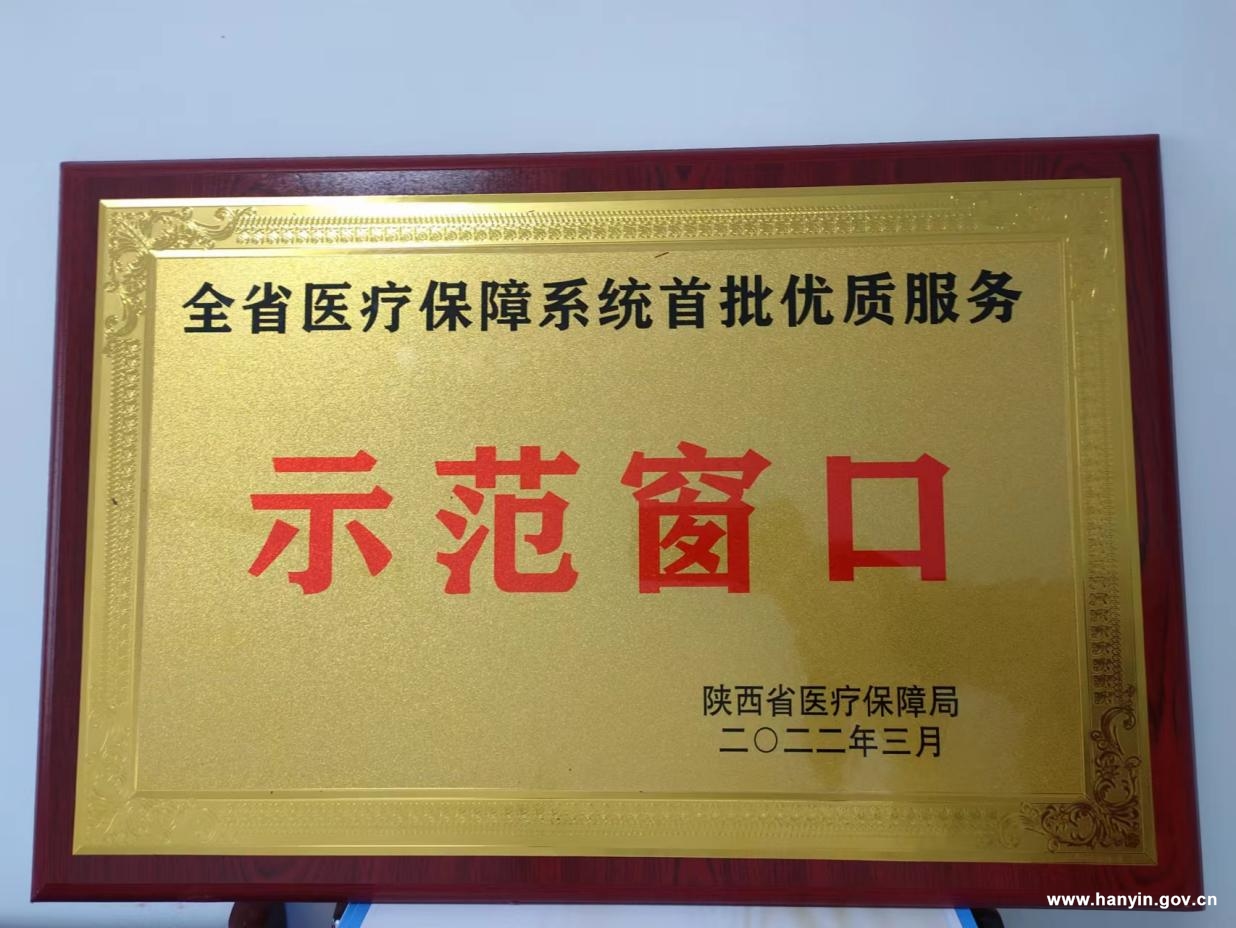 全省医疗保障系统首批优质服务
示范窗口
陕西省医疗保障局
二〇二二年三月
www.hanyin.gov.cn